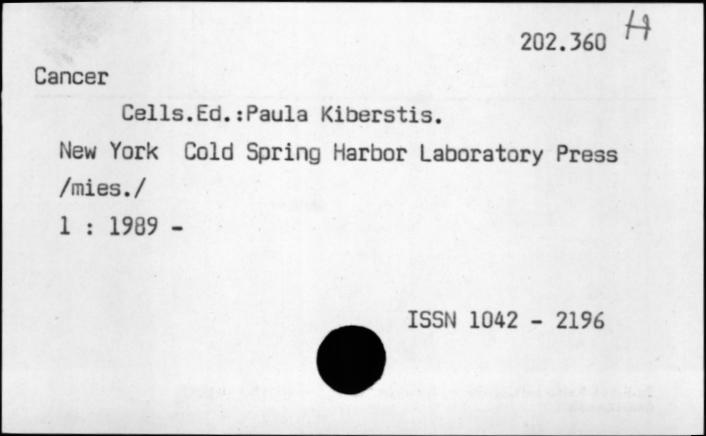 202.360 H
Cancer
Cells.Ed.:Paula Kiberstis.
New York Cold Spring Harbor Laboratory Press
/mies./
1 : 1989 -
ISSN 1042 - 2196